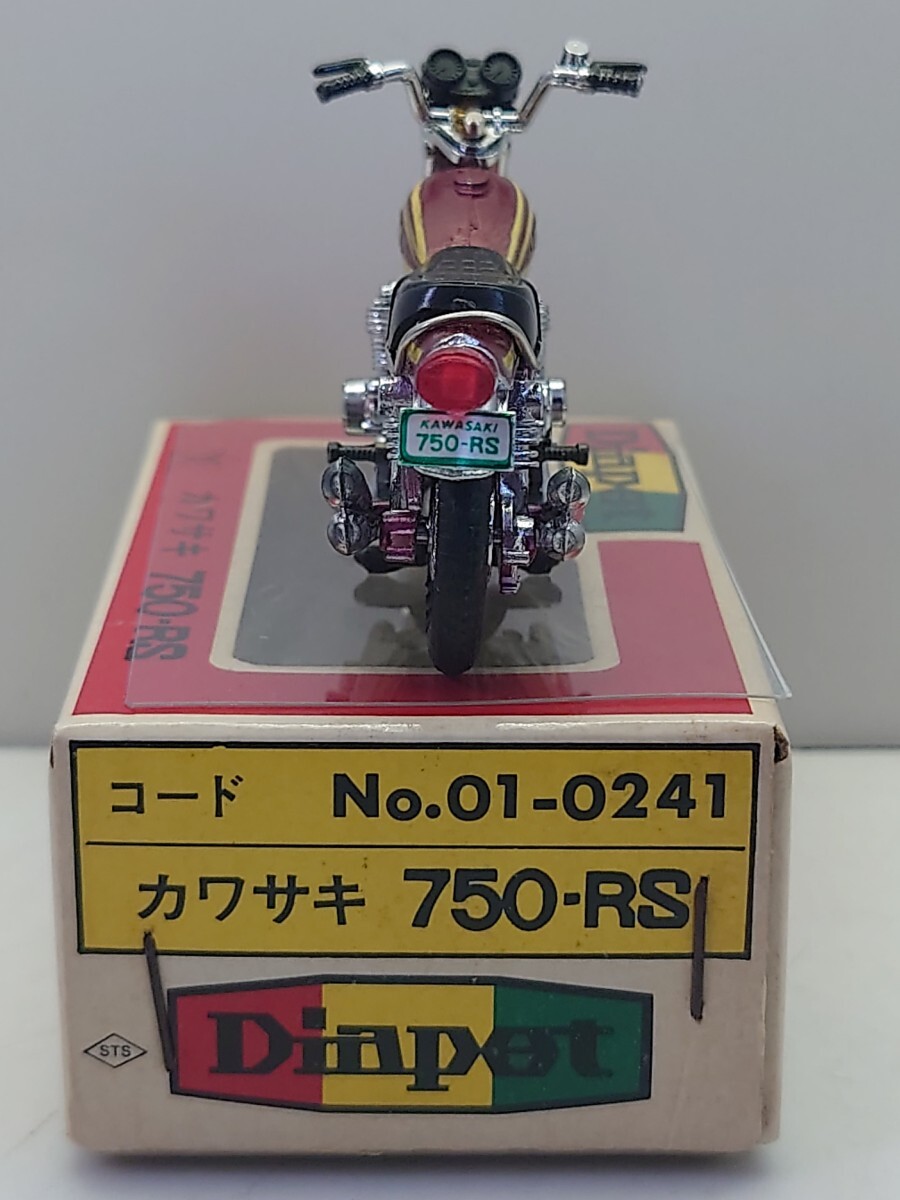 KAWASAKI
750-RS
Diapet
カワサキ 750・RS
コード No.01-0241
カワサキ 750-RS
STS
Diapet